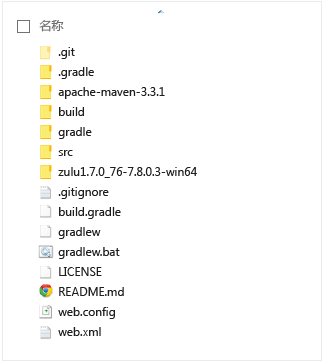 名称
.git
.gradle
apache-maven-3.3.1
build
gradle
src
zulu1.7.0_76-7.8.0.3-win64
.gitignore
build.gradle
gradlew
gradlew.bat
LICENSE
README.md
web.config
web.xml